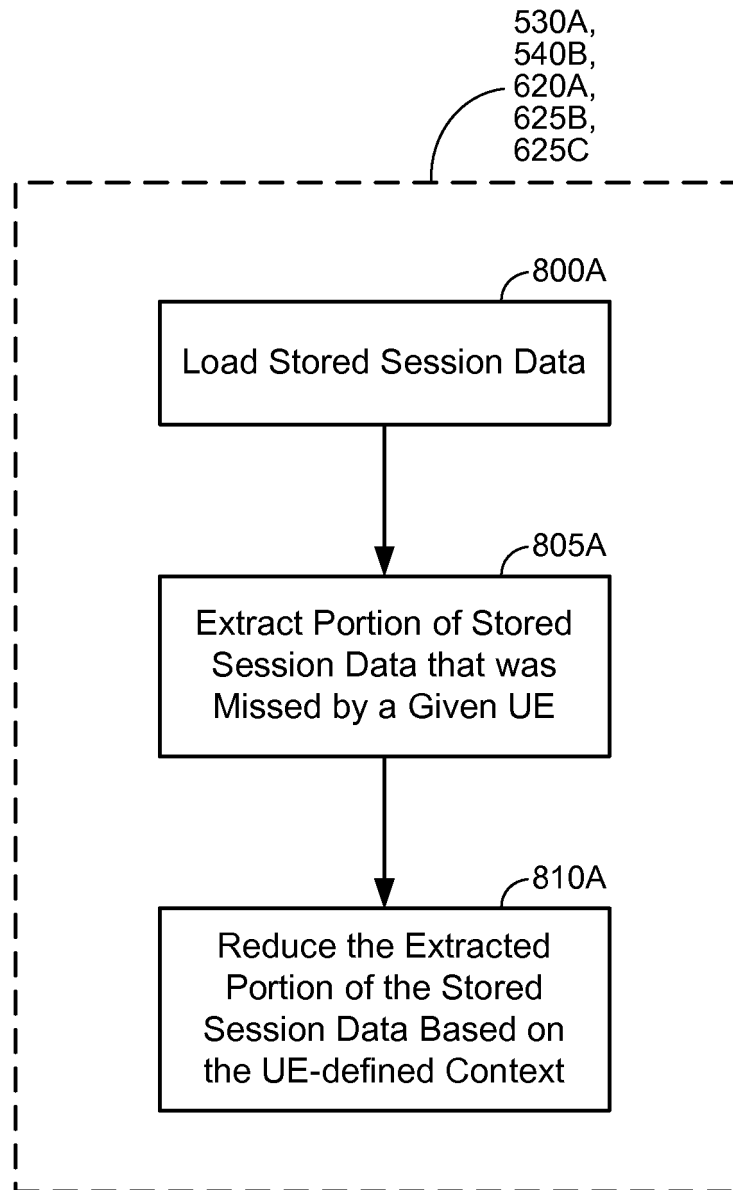 530A,
540B,
620A,
625B,
625C
800A
Load Stored Session Data
805A
Extract Portion of Stored
Session Data that was
Missed by a Given UE
810A
Reduce the Extracted
Portion of the Stored
Session Data Based on
the UE-defined Context